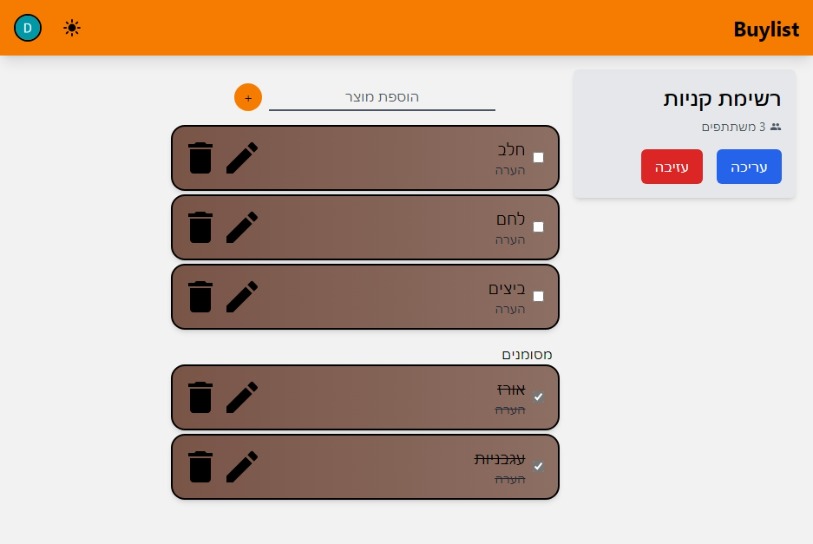 Buylist
D
רשימת קניות
3 משתתפים
עריכה
עזיבה
הוספת מוצר
+
חלב
הערה
לחם
הערה
ביצים
הערה
מסומנים
אורז
הערה
עגבניות
הערה